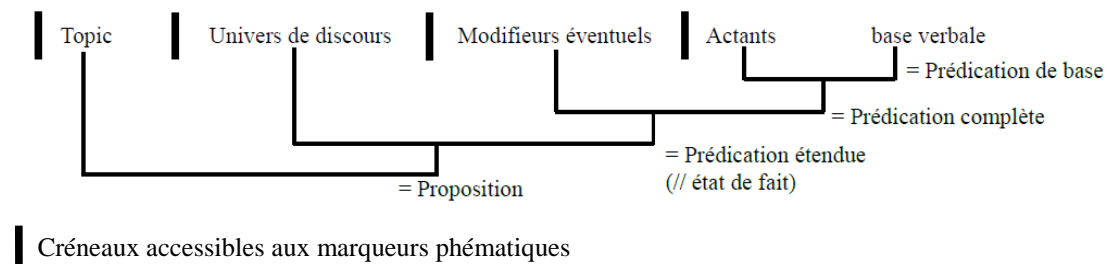 Topic Univers de discours Modifieurs éventuels Actants base verbale
= Prédication de base
= Prédication complète
= Prédication étendue
(// état de fait)
= Proposition
Créneaux accessibles aux marqueurs phématiques